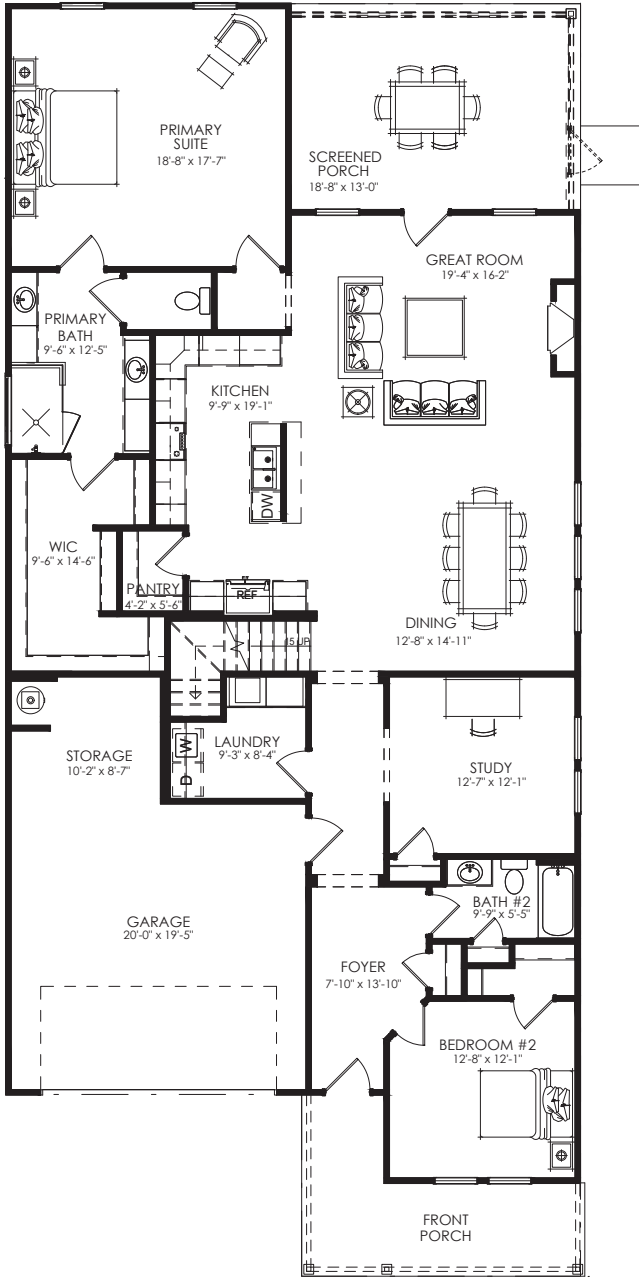 PRIMARY
SUITE
18'-8" x 17'-7"
SCREENED
PORCH
18'-8" x 13'-0"
GREAT ROOM
19'-4" x 16'-2"
PRIMARY
BATH
9'-6" x 12'-5"
KITCHEN
9'-9" x 19'-1"
DW
WIC
9'-6" x 14'-6"
PANTRY
4'-2" x 5'-6"
REF
DINING
12'-8" x 14'-11"
15 UP
LAUNDRY
9'-3" x 8'-4"
W
D
STORAGE
10'-2" x 8'-7"
STUDY
12'-7" x 12'-1"
BATH #2
9'-9" x 5'-5"
GARAGE
20'-0" x 19'-5"
FOYER
7'-10" x 13'-10"
BEDROOM #2
12'-8" x 12'-1"
FRONT
PORCH